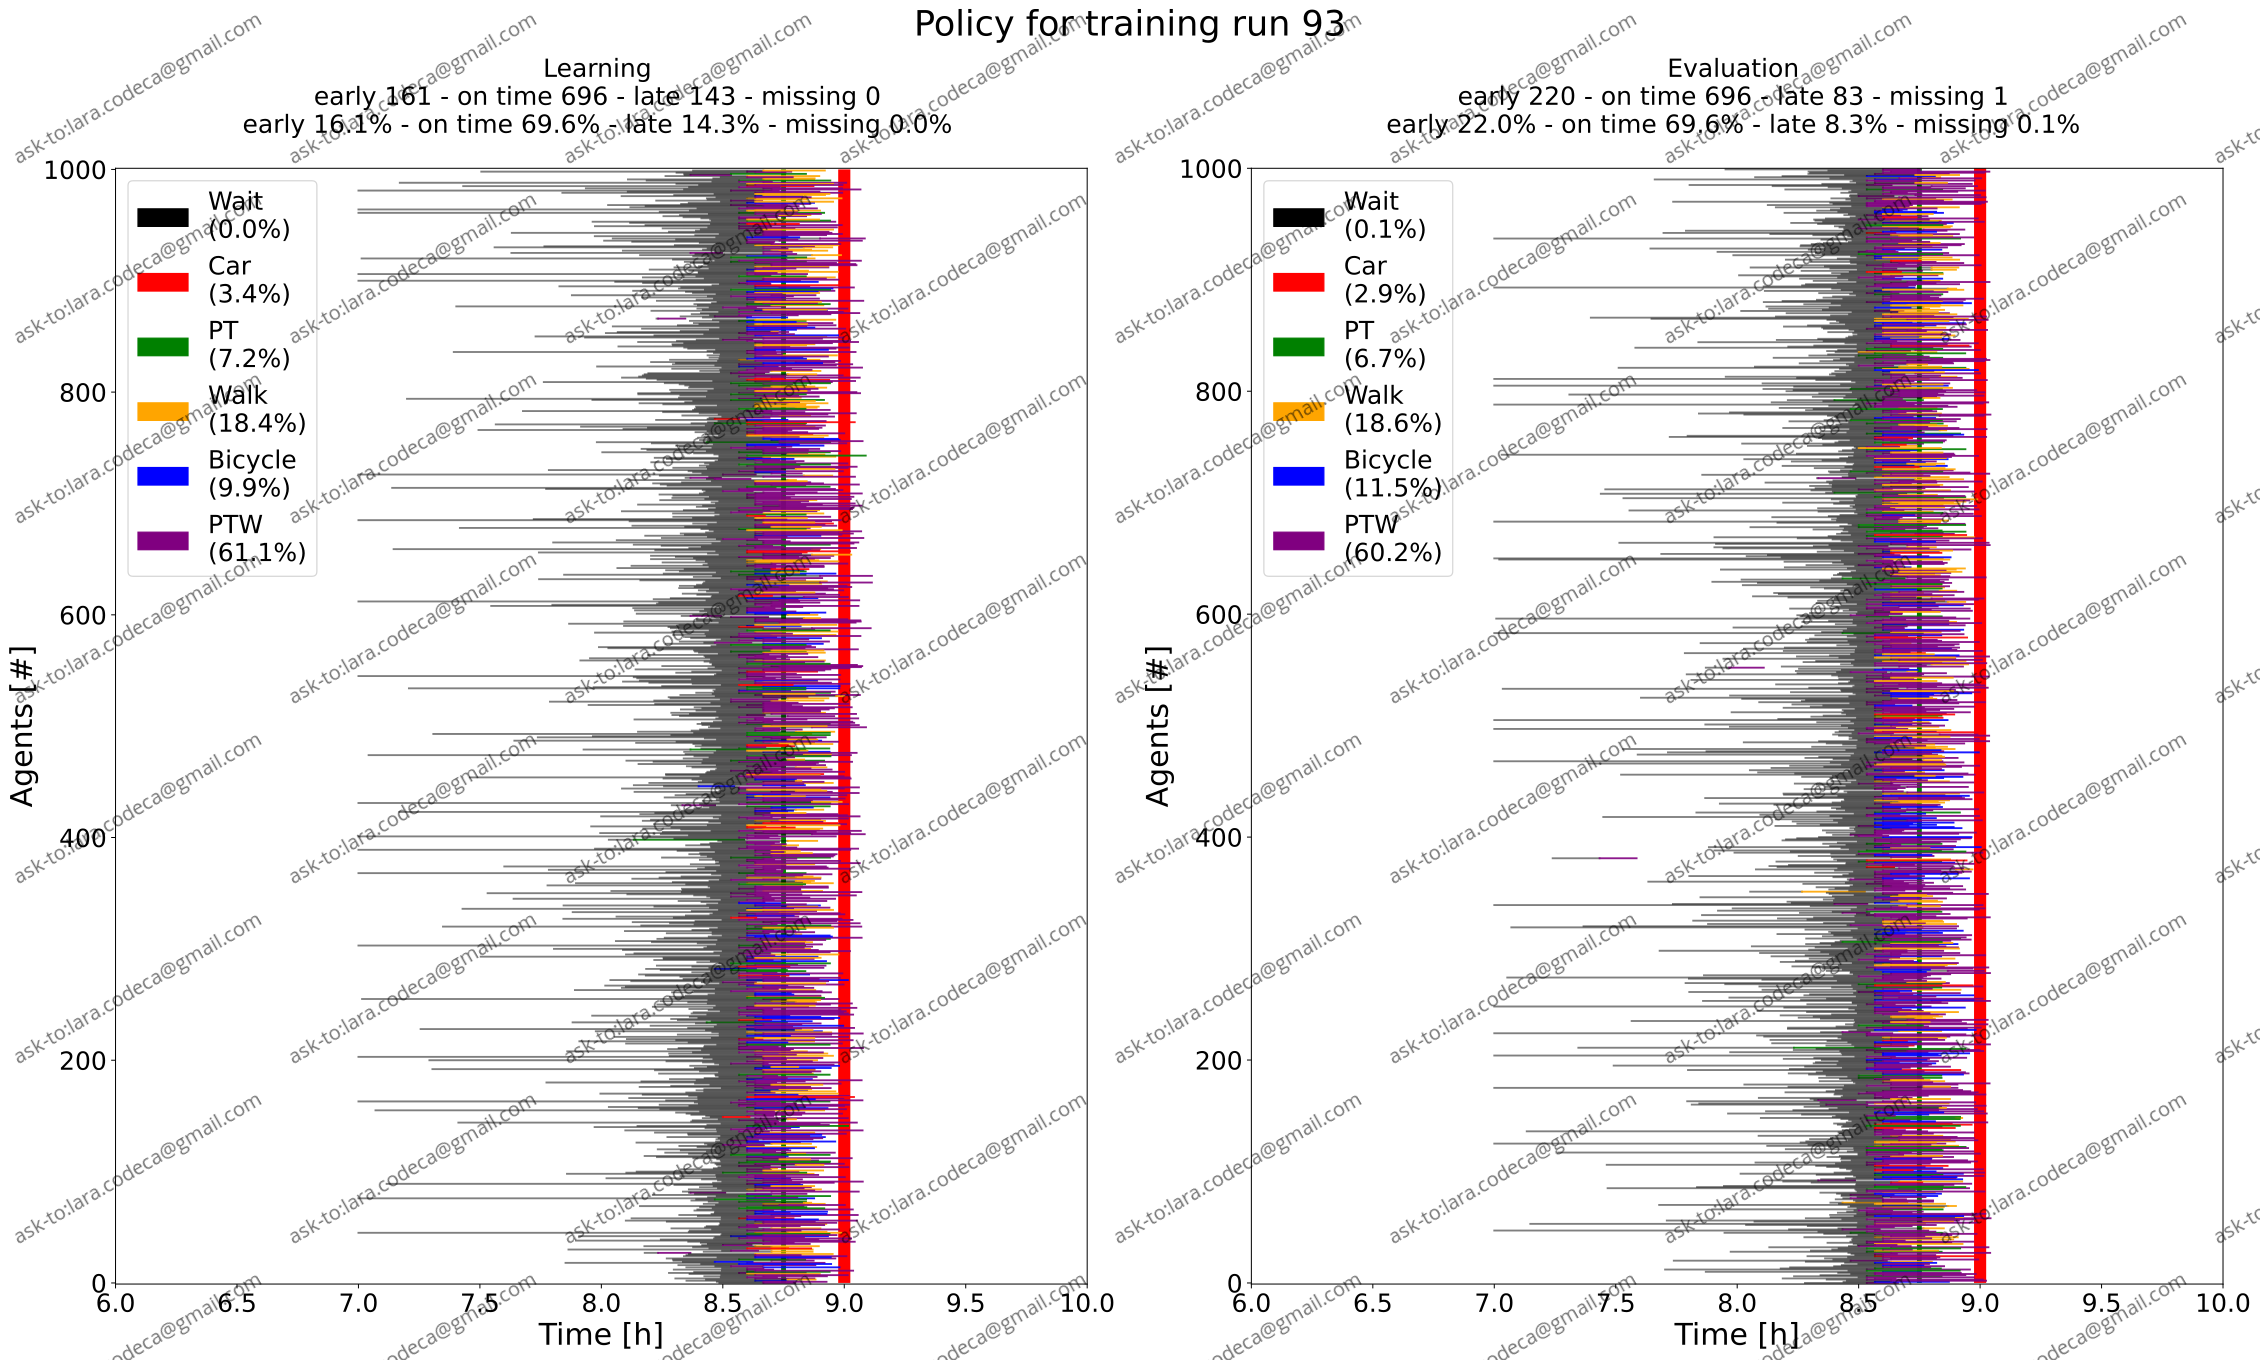 Policy for training run 93
Learning
early 161 - on time 696 - late 143 - missing 0
early 16.1% - on time 69.6% - late 14.3% - missing 0.0%
1000
800
600
400
200
0
Agents [#]
Wait
(0.0%)
Car
(3.4%)
PT
(7.2%)
Walk
(18.4%)
Bicycle
(9.9%)
PTW
(61.1%)
6.0 6.5 7.0 7.5 8.0 8.5 9.0 9.5 10.0
Time [h]
Evaluation
early 220 - on time 696 - late 83 - missing 1
early 22.0% - on time 69.6% - late 8.3% - missing 0.1%
1000
800
600
400
200
0
Agents [#]
Wait
(0.1%)
Car
(2.9%)
PT
(6.7%)
Walk
(18.6%)
Bicycle
(11.5%)
PTW
(60.2%)
6.0 6.5 7.0 7.5 8.0 8.5 9.0 9.5 10.0
Time [h]
ask-to:lara.codeca@gmail.com